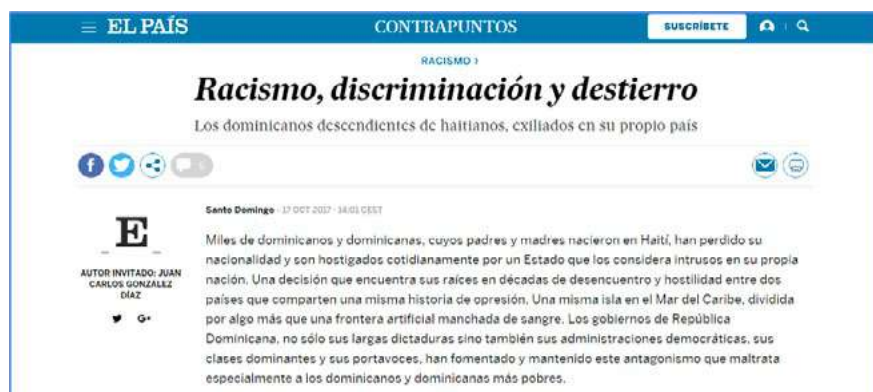 EL PAÍS
CONTRAPUNTOS
SUSCRÍBETE
RACISMO ›
Racismo, discriminación y destierro
Los dominicanos descendientes de haitianos, exiliados en su propio país
Santo Domingo - 17 OCT 2017 - 14:01 CEST
E
AUTOR INVITADO: JUAN
CARLOS GONZÁLEZ
DÍAZ
G+
Miles de dominicanos y dominicanas, cuyos padres y madres nacieron en Haití, han perdido su
nacionalidad y son hostigados cotidianamente por un Estado que los considera intrusos en su propia
nación. Una decisión que encuentra sus raíces en décadas de desencuentro y hostilidad entre dos
países que comparten una misma historia de opresión. Una misma isla en el Mar del Caribe, dividida
por algo más que una frontera artificial manchada de sangre. Los gobiernos de República
Dominicana, no sólo sus largas dictaduras sino también sus administraciones democráticas, sus
clases dominantes y sus portavoces, han fomentado y mantenido este antagonismo que maltrata
especialmente a los dominicanos y dominicanas más pobres.